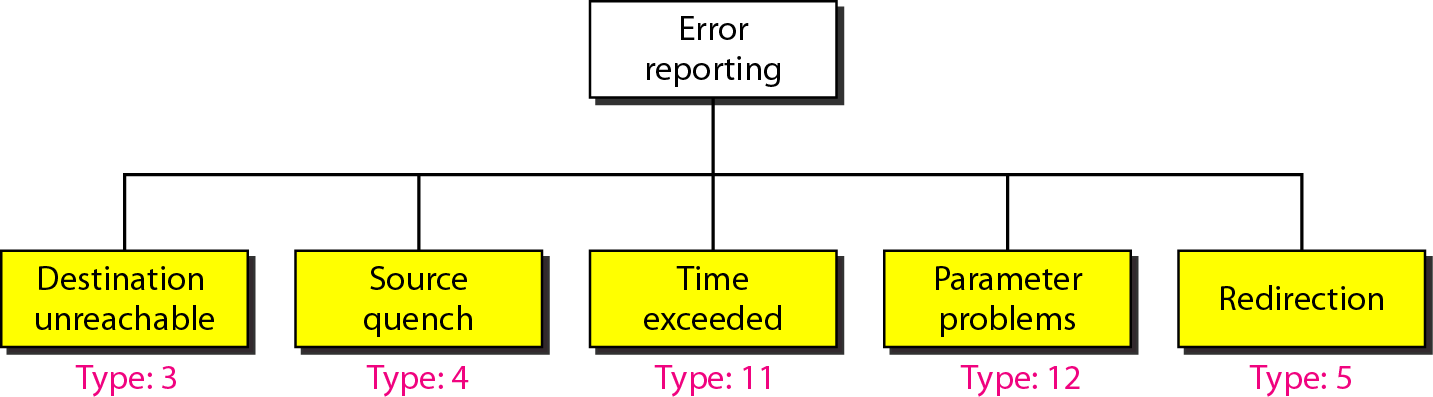 Error
reporting
Destination
unreachable
Source
quench
Time
exceeded
Parameter
problems
Redirection
Type: 3
Type: 4
Type: 11
Type: 12
Type: 5